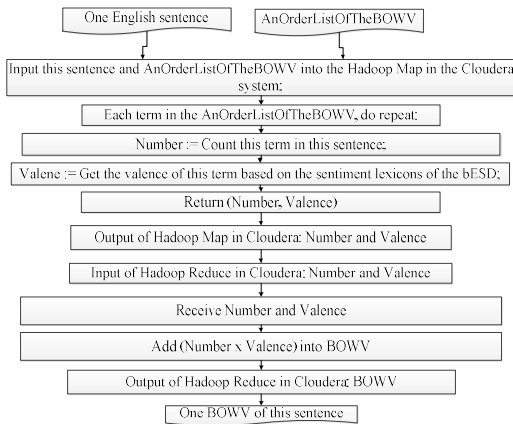 One English sentence
AnOrderListOfTheBOWV
Input this sentence and AnOrderListOfTheBOWV into the Hadoop Map in the Cloudera
system;
Each term in the AnOrderListOfTheBOWV, do repeat:
Number := Count this term in this sentence;
Valene := Get the valence of this term based on the sentiment lexicons of the bESD;
Return (Number, Valence)
Output of Hadoop Map in Cloudera: Number and Valence
Input of Hadoop Reduce in Cloudera: Number and Valence
Receive Number and Valence
Add (Number x Valence) into BOWV
Output of Hadoop Reduce in Cloudera: BOWV
One BOWV of this sentence